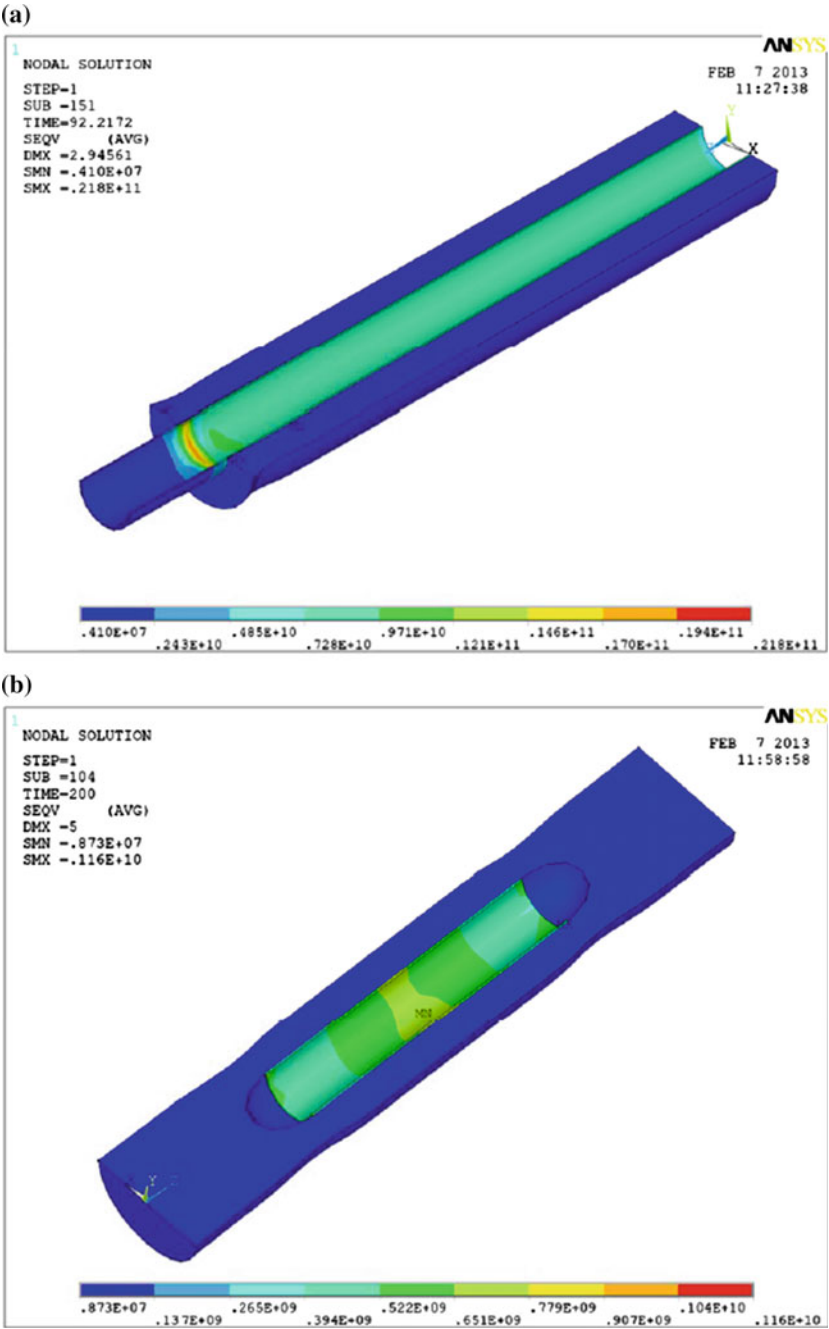 (a)
1
NODAL SOLUTION
ANSYS
FEB 7 2013
11:27:38
STEP=1
SUB =151
TIME=92.2172
SEQV (AVG)
DMX =2.94561
SMN =.410E+07
SMX =.218E+11
Y
X
.410E+07 .485E+10 .971E+10 .146E+11 .194E+11
.243E+10 .728E+10 .121E+11 .170E+11 .218E+11
(b)
1
NODAL SOLUTION
ANSYS
FEB 7 2013
11:58:58
STEP=1
SUB =104
TIME=200
SEQV (AVG)
DMX =5
SMN =.873E+07
SMX =.116E+10
MN
Y
.873E+07 .265E+09 .522E+09 .779E+09 .104E+10
.137E+09 .394E+09 .651E+09 .907E+09 .116E+10